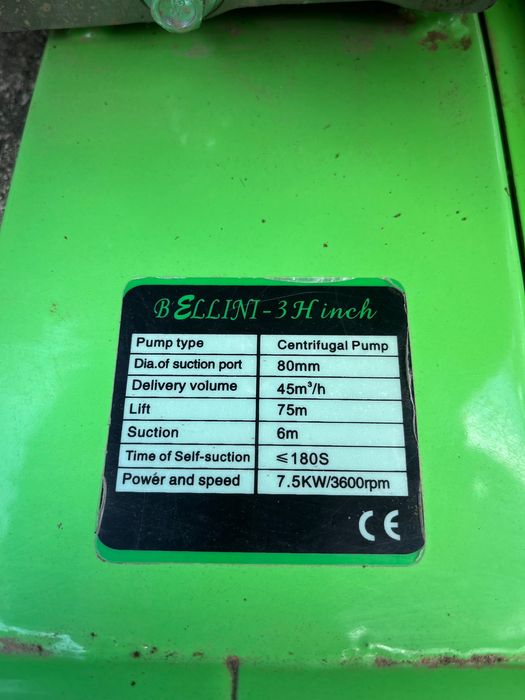 BELLINI-3H inch
Pump type Centrifugal Pump
Dia.of suction port 80mm
Delivery volume 45m³/h
Lift 75m
Suction 6m
Time of Self-suction ≤180S
Power and speed 7.5KW/3600rpm
CE